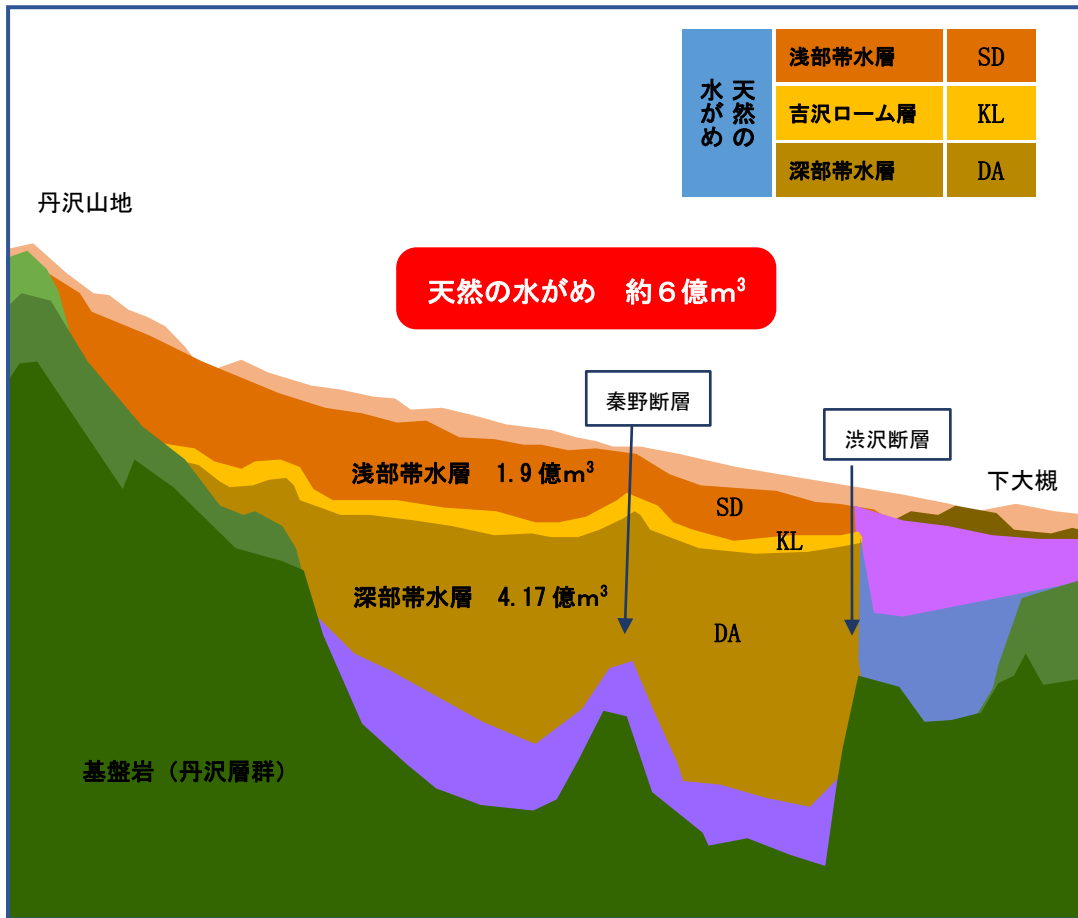 天然の水がめ
浅部帯水層 SD
吉沢ローム層 KL
深部帯水層 DA
丹沢山地
天然の水がめ　約６億ｍ³
秦野断層
渋沢断層
下大槻
浅部帯水層　1.9 億ｍ³
SD
KL
深部帯水層　4.17 億ｍ³
DA
基盤岩（丹沢層群）